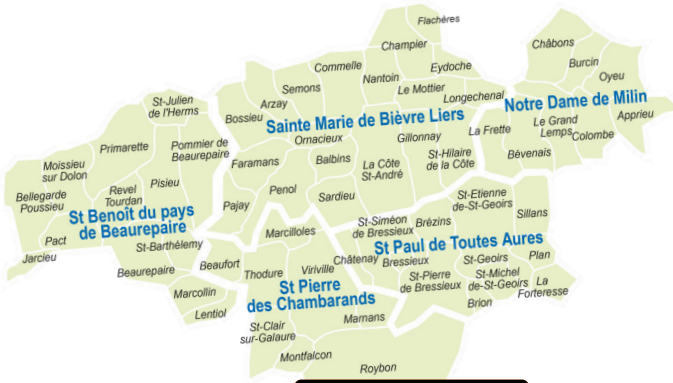 Flachères
Champier
Châbons
Commelle
Eydoche
Burcin
Nantoin
Oyeu
Semons
Le Mottier
Arzay
Longechenal
Notre Dame de Milin
St-Julien
de l'Herms
Bossieu
Sainte Marie de Bièvre Liers
Apprieu
Ornacieux
Gillonnay
La Frette
Le Grand
Lemps
Colombe
Primarette
Pommier de
Beaurepaire
Faramans
Balbins
La Côte
St-André
St-Hilaire
de la Côte
Bévenais
Moissieu
sur Dolon
Pisieu
Penol
Sardieu
Revel
Tourdan
Bellegarde
Poussieu
Pajay
St-Etienne
de-St-Geoirs
St Benoît du pays
de Beaurepaire
St-Siméon
de Bressieux
Brézins
Sillans
Marcilloles
Pact
St-Barthélemy
St Paul de Toutes Aures
Jarcieu
Châtenay
Bressieux
St-Geoirs
Plan
Beaurepaire
Beaufort
Thodure
Viriville
St-Pierre
de Bressieux
St-Michel
de-St-Geoirs
La
Forteresse
St Pierre
des Chambarands
Marcollin
Brion
Lentiol
Marnans
St-Clair
sur-Galaure
Montfalcon
Roybon